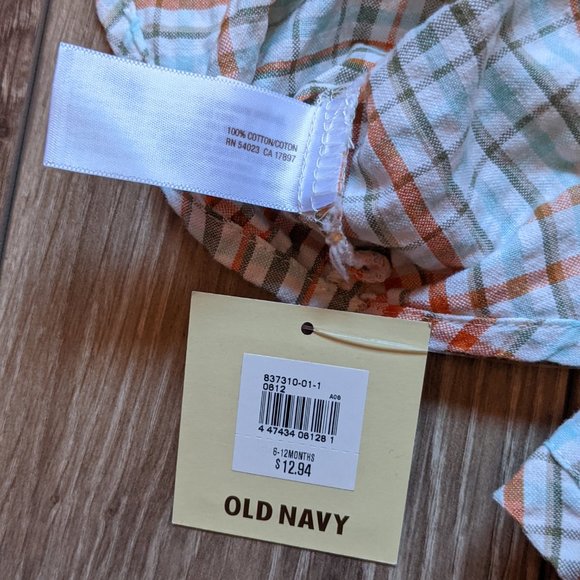 100% COTTON/COTON
RN 54023 CA 17897
837310-01-1
0612
A08
4 47434 06128 1
6-12MONTHS
$12.94
OLD NAVY